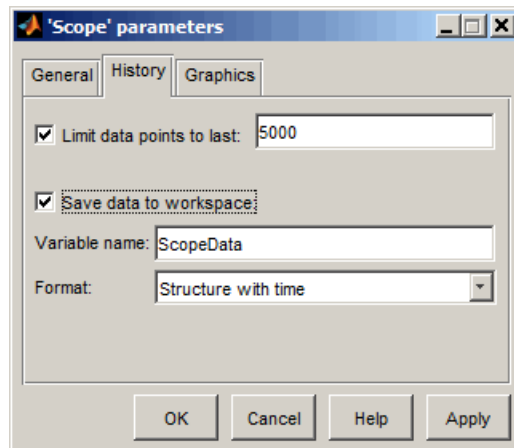 'Scope' parameters
General History Graphics
Limit data points to last: 5000
Save data to workspace
Variable name: ScopeData
Format: Structure with time
OK Cancel Help Apply